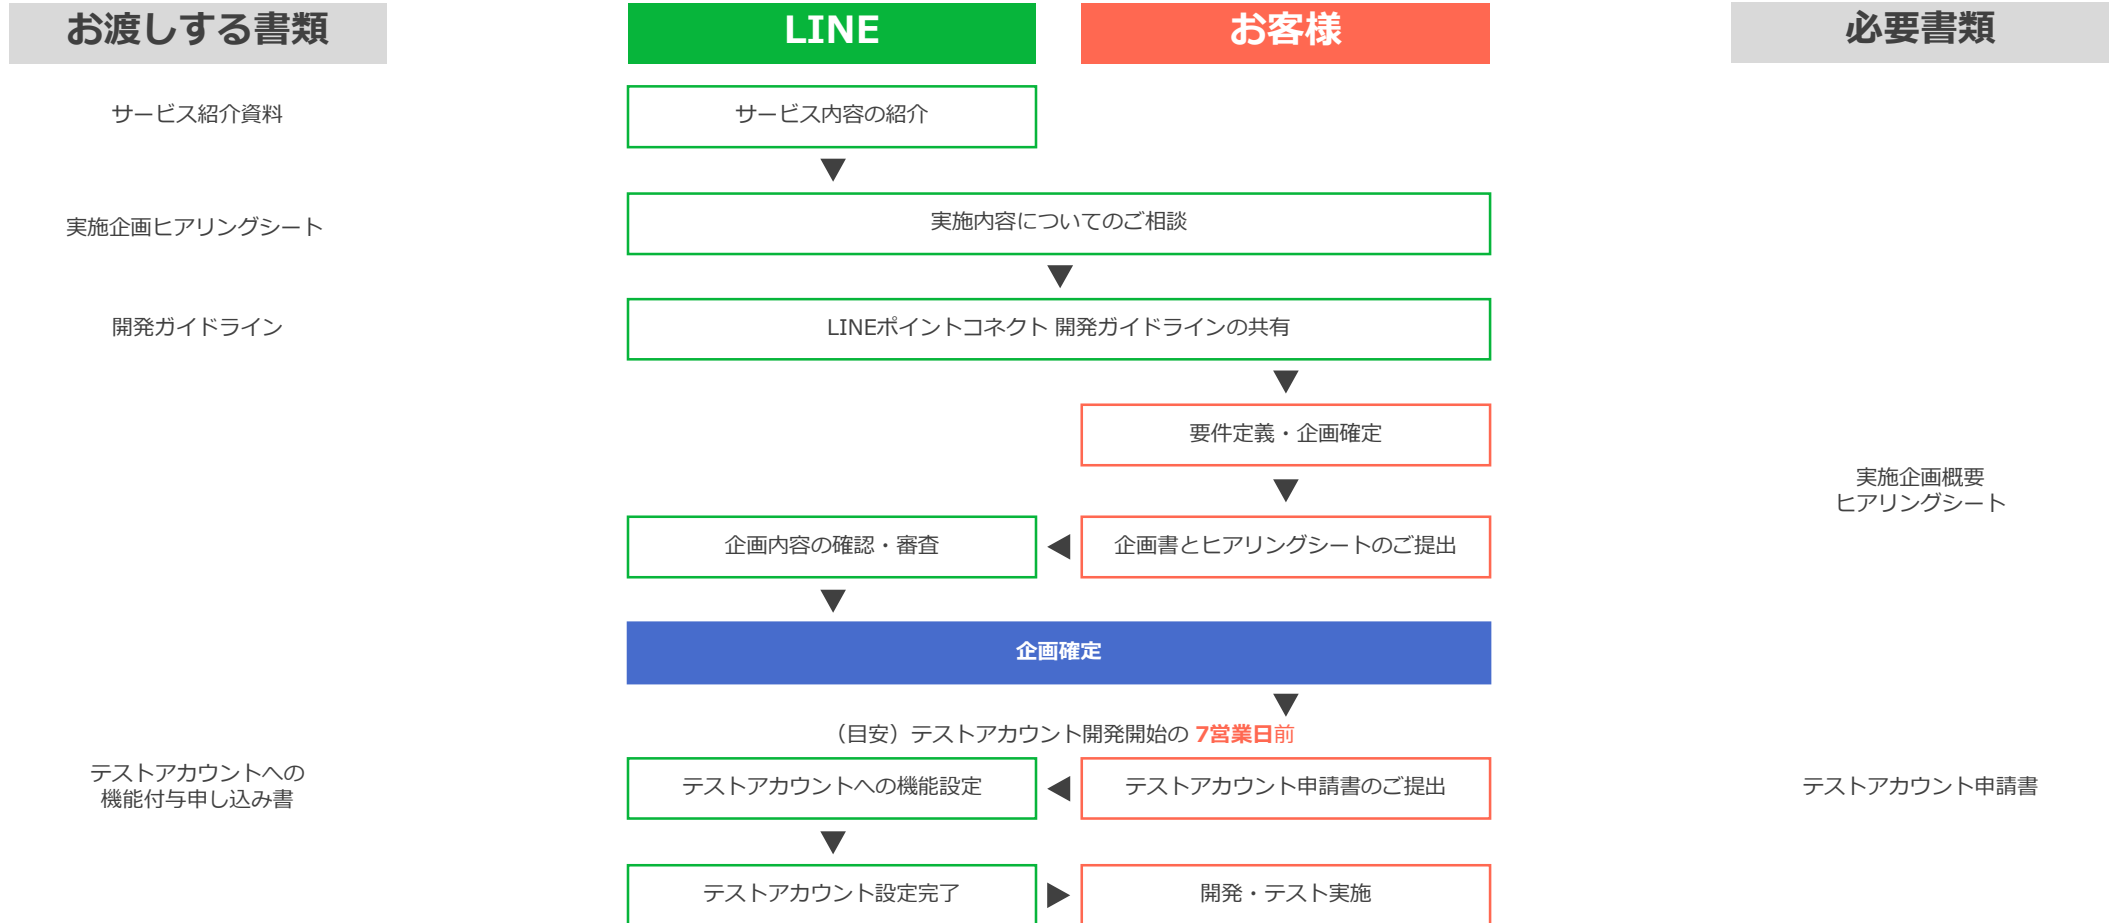 お渡しする書類
LINE
お客様
必要書類
サービス紹介資料
サービス内容の紹介
実施企画ヒアリングシート
実施内容についてのご相談
開発ガイドライン
LINEポイントコネクト 開発ガイドラインの共有
要件定義・企画確定
実施企画概要
ヒアリングシート
企画内容の確認・審査
企画書とヒアリングシートのご提出
企画確定
（目安）テストアカウント開発開始の 7営業日前
テストアカウントへの
機能付与申し込み書
テストアカウントへの機能設定
テストアカウント申請書のご提出
テストアカウント申請書
テストアカウント設定完了
開発・テスト実施